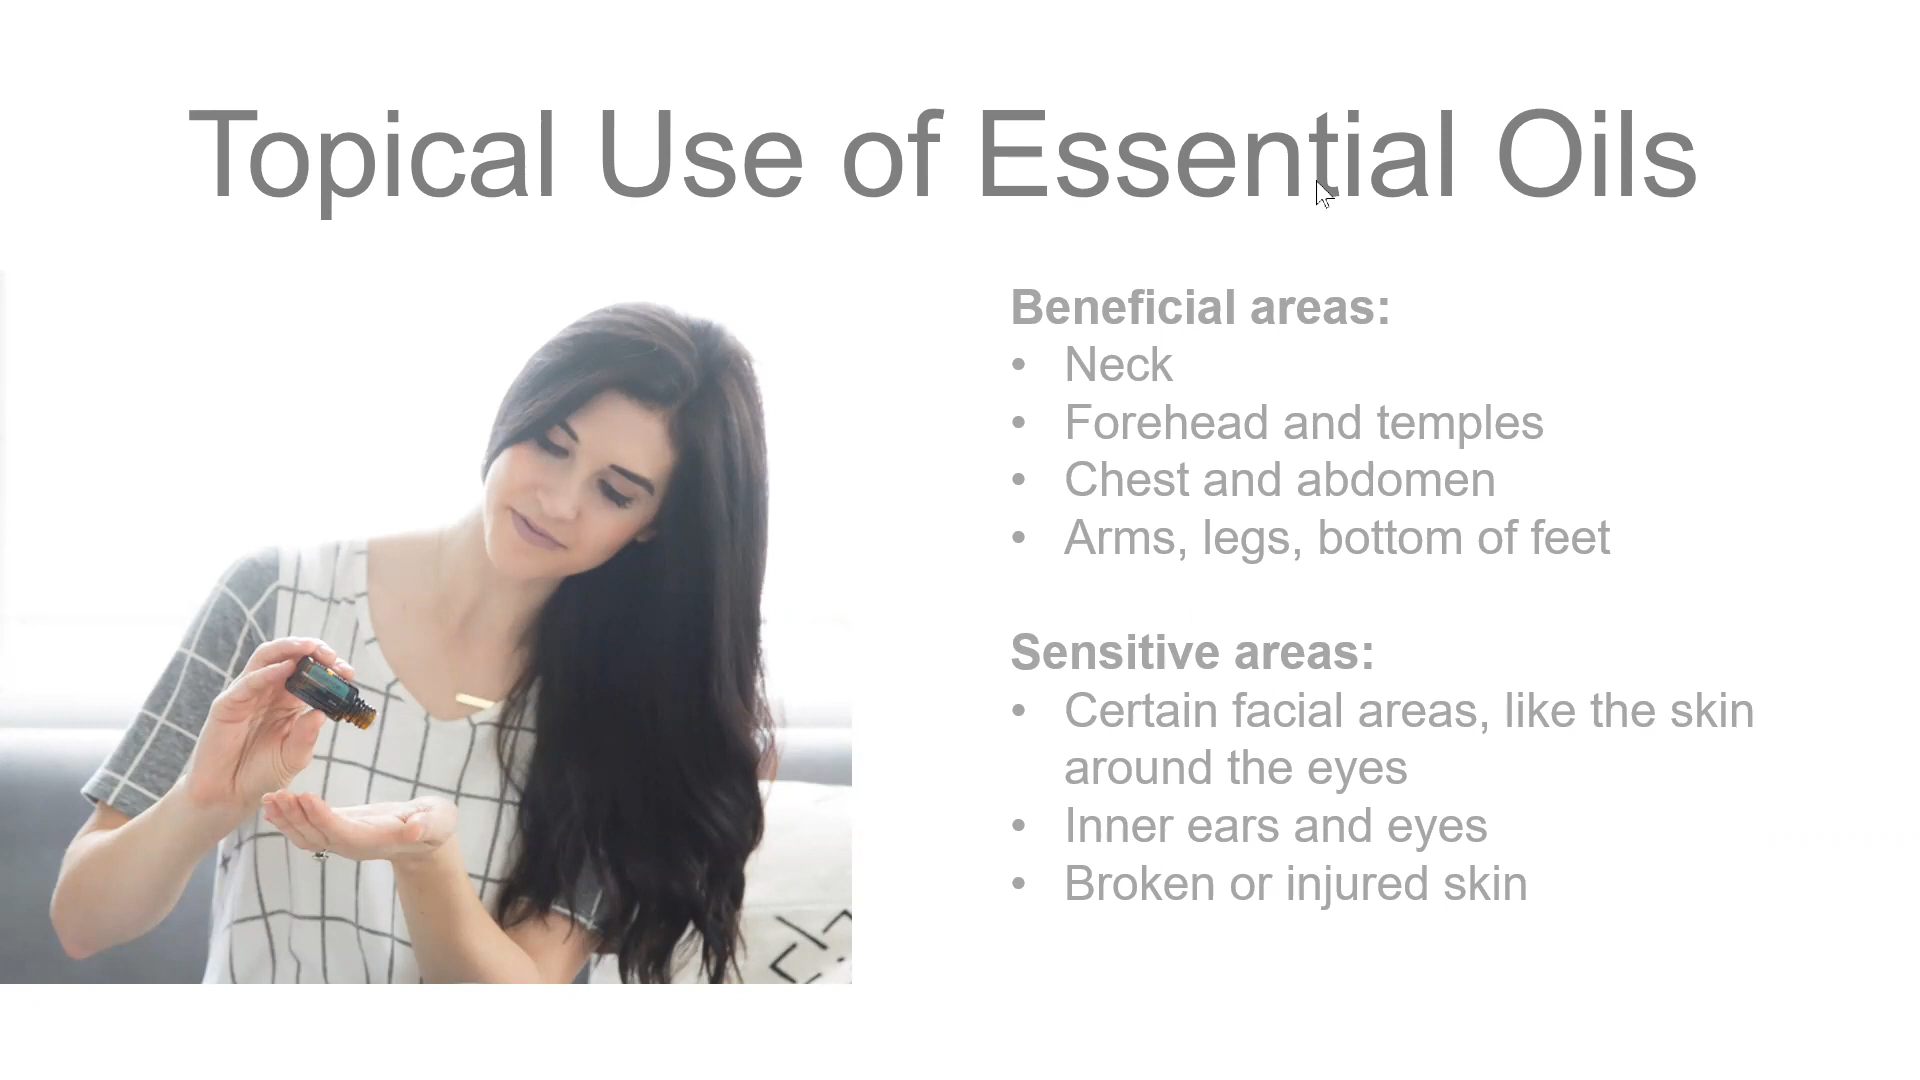 Topical Use of Essential Oils
Beneficial areas:
• Neck
• Forehead and temples
• Chest and abdomen
• Arms, legs, bottom of feet
Sensitive areas:
• Certain facial areas, like the skin
around the eyes
• Inner ears and eyes
• Broken or injured skin